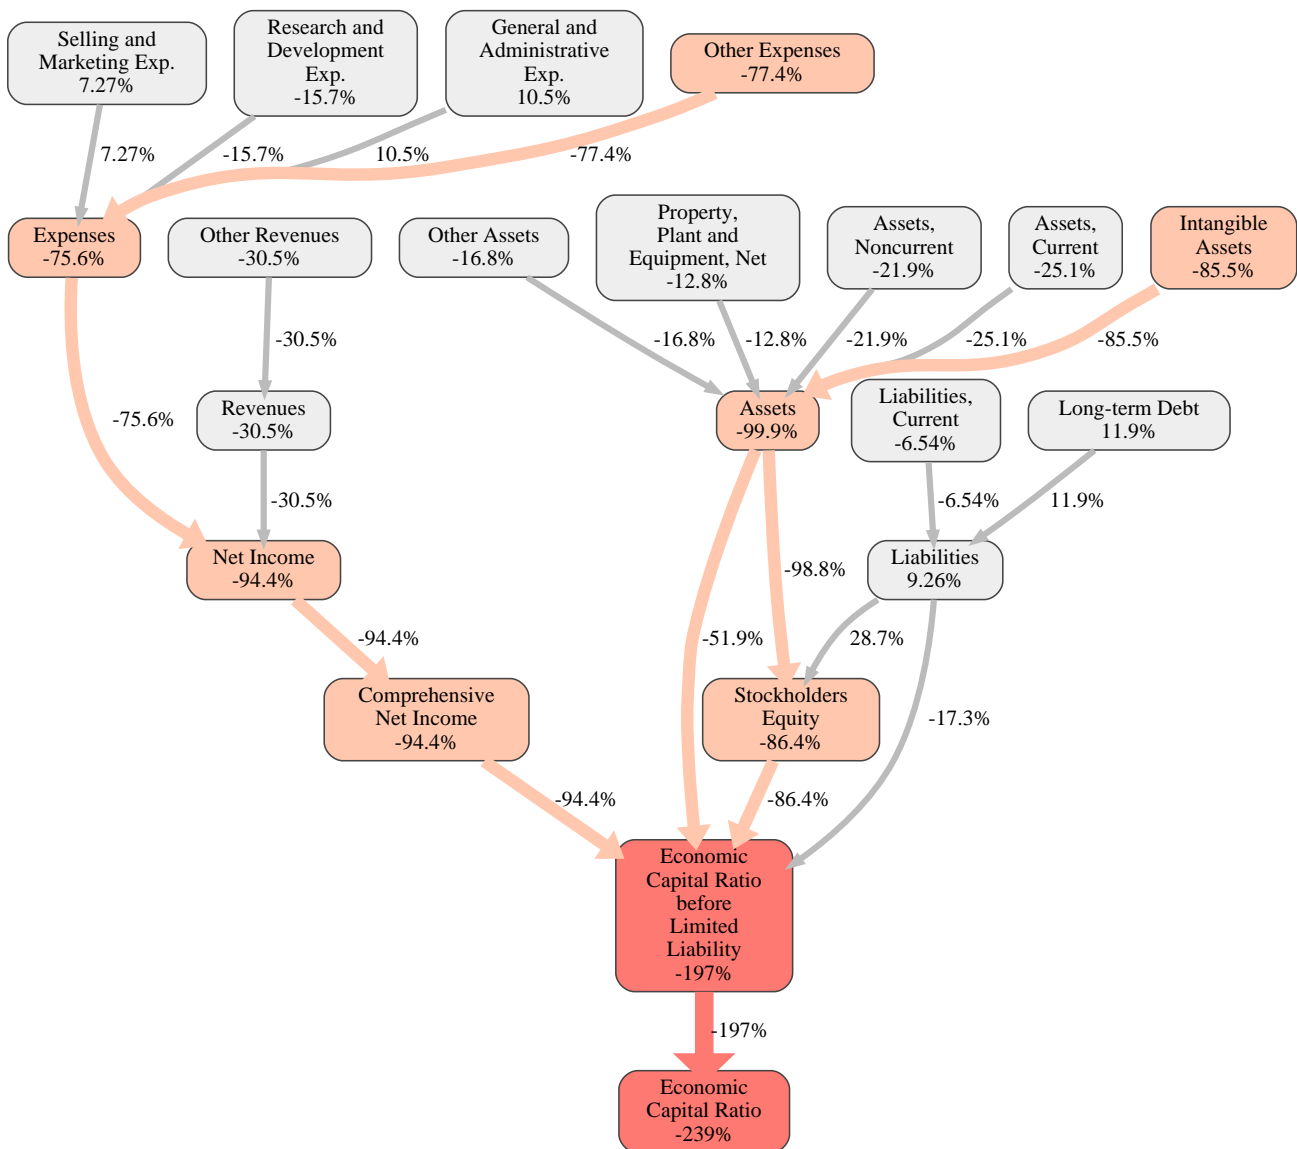 Selling and
Marketing Exp.
7.27%
Research and
Development
Exp.
-15.7%
General and
Administrative
Exp.
10.5%
Other Expenses
-77.4%
7.27%
-15.7%
10.5%
-77.4%
Expenses
-75.6%
Other Revenues
-30.5%
Other Assets
-16.8%
Property,
Plant and
Equipment, Net
-12.8%
Assets,
Noncurrent
-21.9%
Assets,
Current
-25.1%
Intangible
Assets
-85.5%
-30.5%
-16.8%
-12.8%
-21.9%
-25.1%
-85.5%
-75.6%
Revenues
-30.5%
Assets
-99.9%
Liabilities,
Current
-6.54%
Long-term Debt
11.9%
-30.5%
-6.54%
11.9%
Net Income
-94.4%
-98.8%
Liabilities
9.26%
-94.4%
-51.9%
28.7%
Comprehensive
Net Income
-94.4%
Stockholders
Equity
-86.4%
-17.3%
-94.4%
-86.4%
Economic
Capital Ratio
before
Limited
Liability
-197%
-197%
Economic
Capital Ratio
-239%